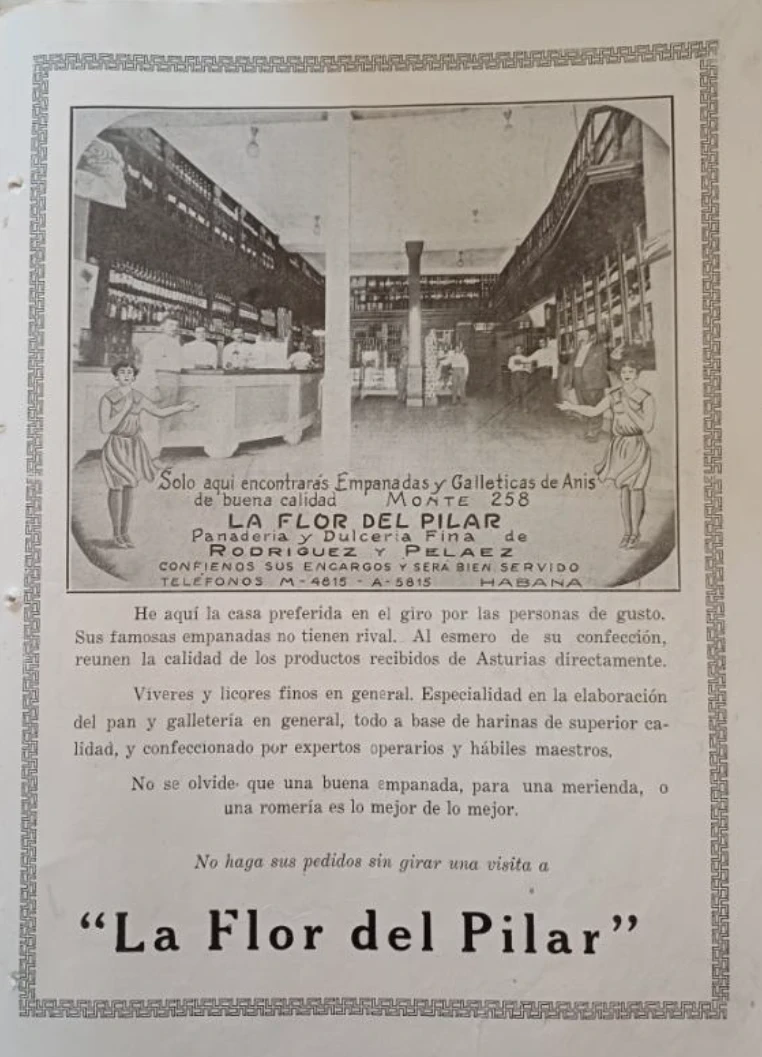 Solo aqui encontrarás Empanadas y Galleticas de Anis
de buena calidad MONTE 258
LA FLOR DEL PILAR
Panaderia y Dulceria Fina de
RODRIGUEZ Y PELAEZ
CONFIENOS SUS ENCARGOS Y SERÁ BIEN SERVIDO
TELÉFONOS M-4615 - A-5815 HABANA
He aquí la casa preferida en el giro por las personas de gusto.
Sus famosas empanadas no tienen rival. Al esmero de su confección,
reunen la calidad de los productos recibidos de Asturias directamente.
Víveres y licores finos en general. Especialidad en la elaboración
del pan y galletería en general, todo a base de harinas de superior ca-
lidad, y confeccionado por expertos operarios y hábiles maestros.
No se olvide que una buena empanada, para una merienda, o
una romería es lo mejor de lo mejor.
No haga sus pedidos sin girar una visita a
"La Flor del Pilar"